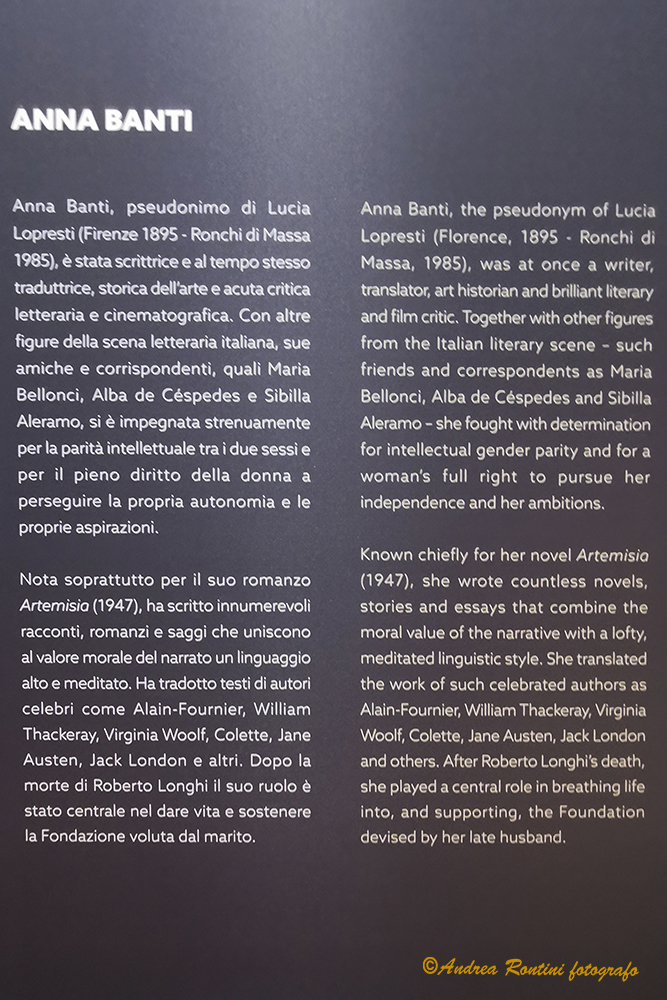 ANNA BANTI
Anna Banti, pseudonimo di Lucia
Lopresti (Firenze 1895 - Ronchi di Massa
1985), è stata scrittrice e al tempo stesso
traduttrice, storica dell'arte e acuta critica
letteraria e cinematografica. Con altre
figure della scena letteraria italiana, sue
amiche e corrispondenti, quali Maria
Bellonci, Alba de Céspedes e Sibilla
Aleramo, si è impegnata strenuamente
per la parità intellettuale tra i due sessi e
per il pieno diritto della donna a
perseguire la propria autonomia e le
proprie aspirazioni.
Nota soprattutto per il suo romanzo
Artemisia (1947), ha scritto innumerevoli
racconti, romanzi e saggi che uniscono
al valore morale del narrato un linguaggio
alto e meditato. Ha tradotto testi di autori
celebri come Alain-Fournier, William
Thackeray, Virginia Woolf, Colette, Jane
Austen, Jack London e altri. Dopo la
morte di Roberto Longhi il suo ruolo è
stato centrale nel dare vita e sostenere
la Fondazione voluta dal marito.
Anna Banti, the pseudonym of Lucia
Lopresti (Florence, 1895 - Ronchi di
Massa, 1985), was at once a writer,
translator, art historian and brilliant literary
and film critic. Together with other figures
from the Italian literary scene – such
friends and correspondents as Maria
Bellonci, Alba de Céspedes and Sibilla
Aleramo – she fought with determination
for intellectual gender parity and for a
woman's full right to pursue her
independence and her ambitions.
Known chiefly for her novel Artemisia
(1947), she wrote countless novels,
stories and essays that combine the
moral value of the narrative with a lofty,
meditated linguistic style. She translated
the work of such celebrated authors as
Alain-Fournier, William Thackeray, Virginia
Woolf, Colette, Jane Austen, Jack London
and others. After Roberto Longhi's death,
she played a central role in breathing life
into, and supporting, the Foundation
devised by her late husband.
©Andrea Rontini fotografo